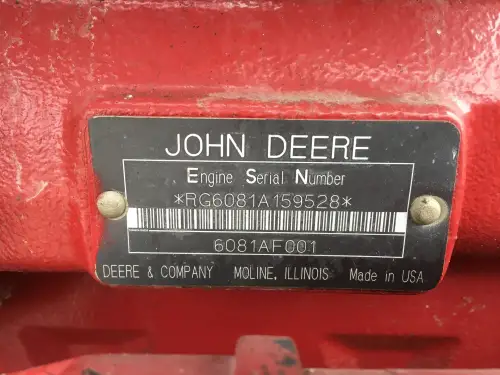 JOHN DEERE
Engine Serial Number
*RG6081A159528*
6081AF001
DEERE & COMPANY MOLINE, ILLINOIS Made in USA